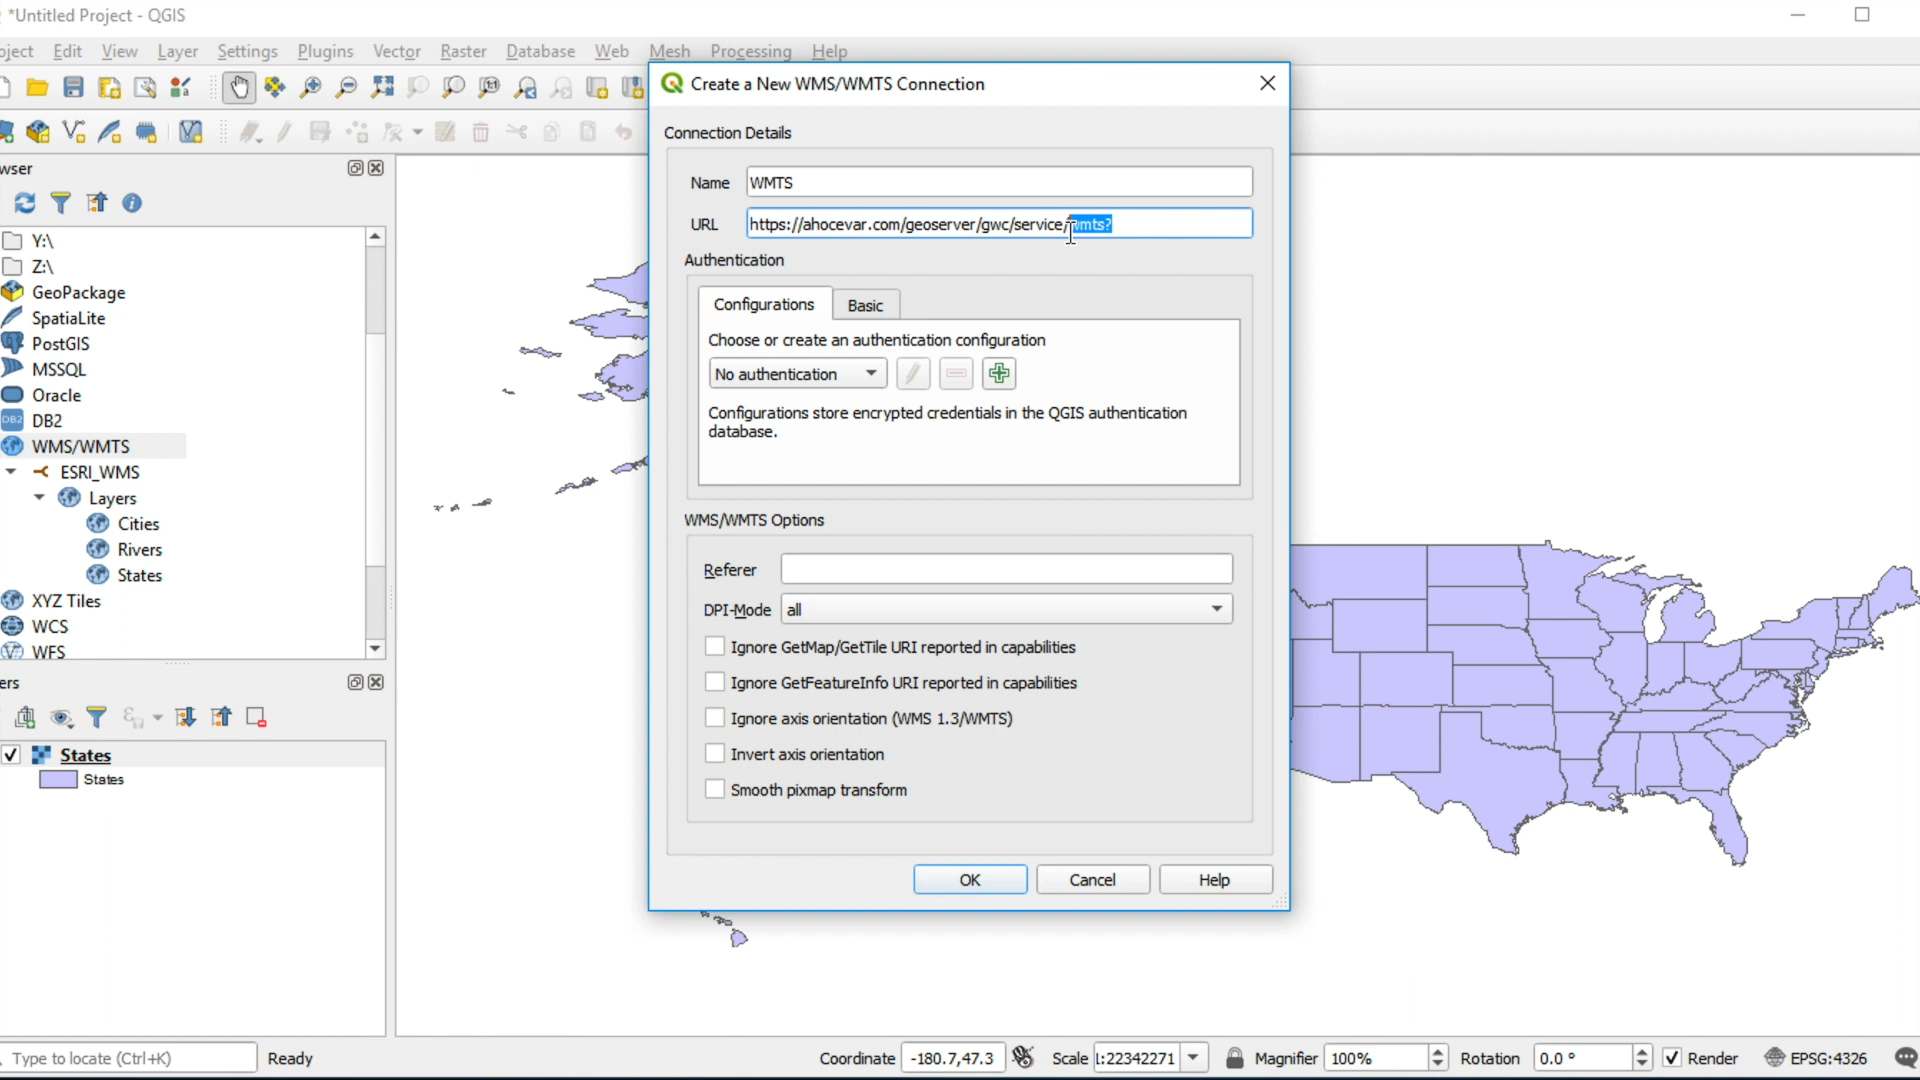 *Untitled Project - QGIS
oject Edit View Layer Settings Plugins Vector Raster Database Web Mesh Processing Help
Create a New WMS/WMTS Connection
Connection Details
Name WMTS
URL https://ahocevar.com/geoserver/gwc/service/wmts?
Authentication
Configurations Basic
Choose or create an authentication configuration
No authentication
Configurations store encrypted credentials in the QGIS authentication
database.
WMS/WMTS Options
Referer
DPI-Mode all
Ignore GetMap/GetTile URI reported in capabilities
Ignore GetFeatureInfo URI reported in capabilities
Ignore axis orientation (WMS 1.3/WMTS)
Invert axis orientation
Smooth pixmap transform
OK Cancel Help
wser
Y:\
Z:\
GeoPackage
SpatiaLite
PostGIS
MSSQL
Oracle
DB2 DB2
WMS/WMTS
ESRI_WMS
Layers
Cities
Rivers
States
XYZ Tiles
WCS
WFS
ers
States
States
Type to locate (Ctrl+K) Ready Coordinate -180.7,47.3 Scale l:22342271 Magnifier 100% Rotation 0.0 ° Render EPSG:4326